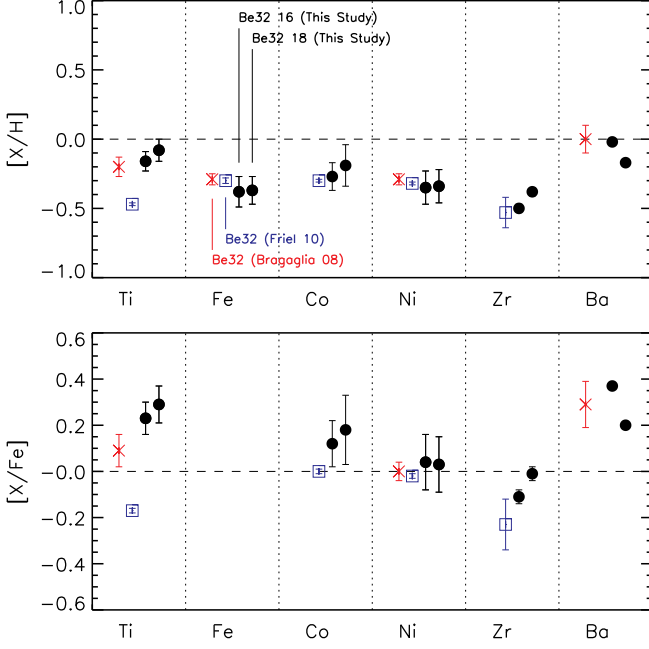 1.0
Be32 16 (This Study)
Be32 18 (This Study)
0.5
[X/H]
0.0
−0.5
Be32 (Friel 10)
Be32 (Bragaglia 08)
−1.0
Ti Fe Co Ni Zr Ba
0.6
0.4
0.2
[X/Fe]
−0.0
−0.2
−0.4
−0.6
Ti Fe Co Ni Zr Ba